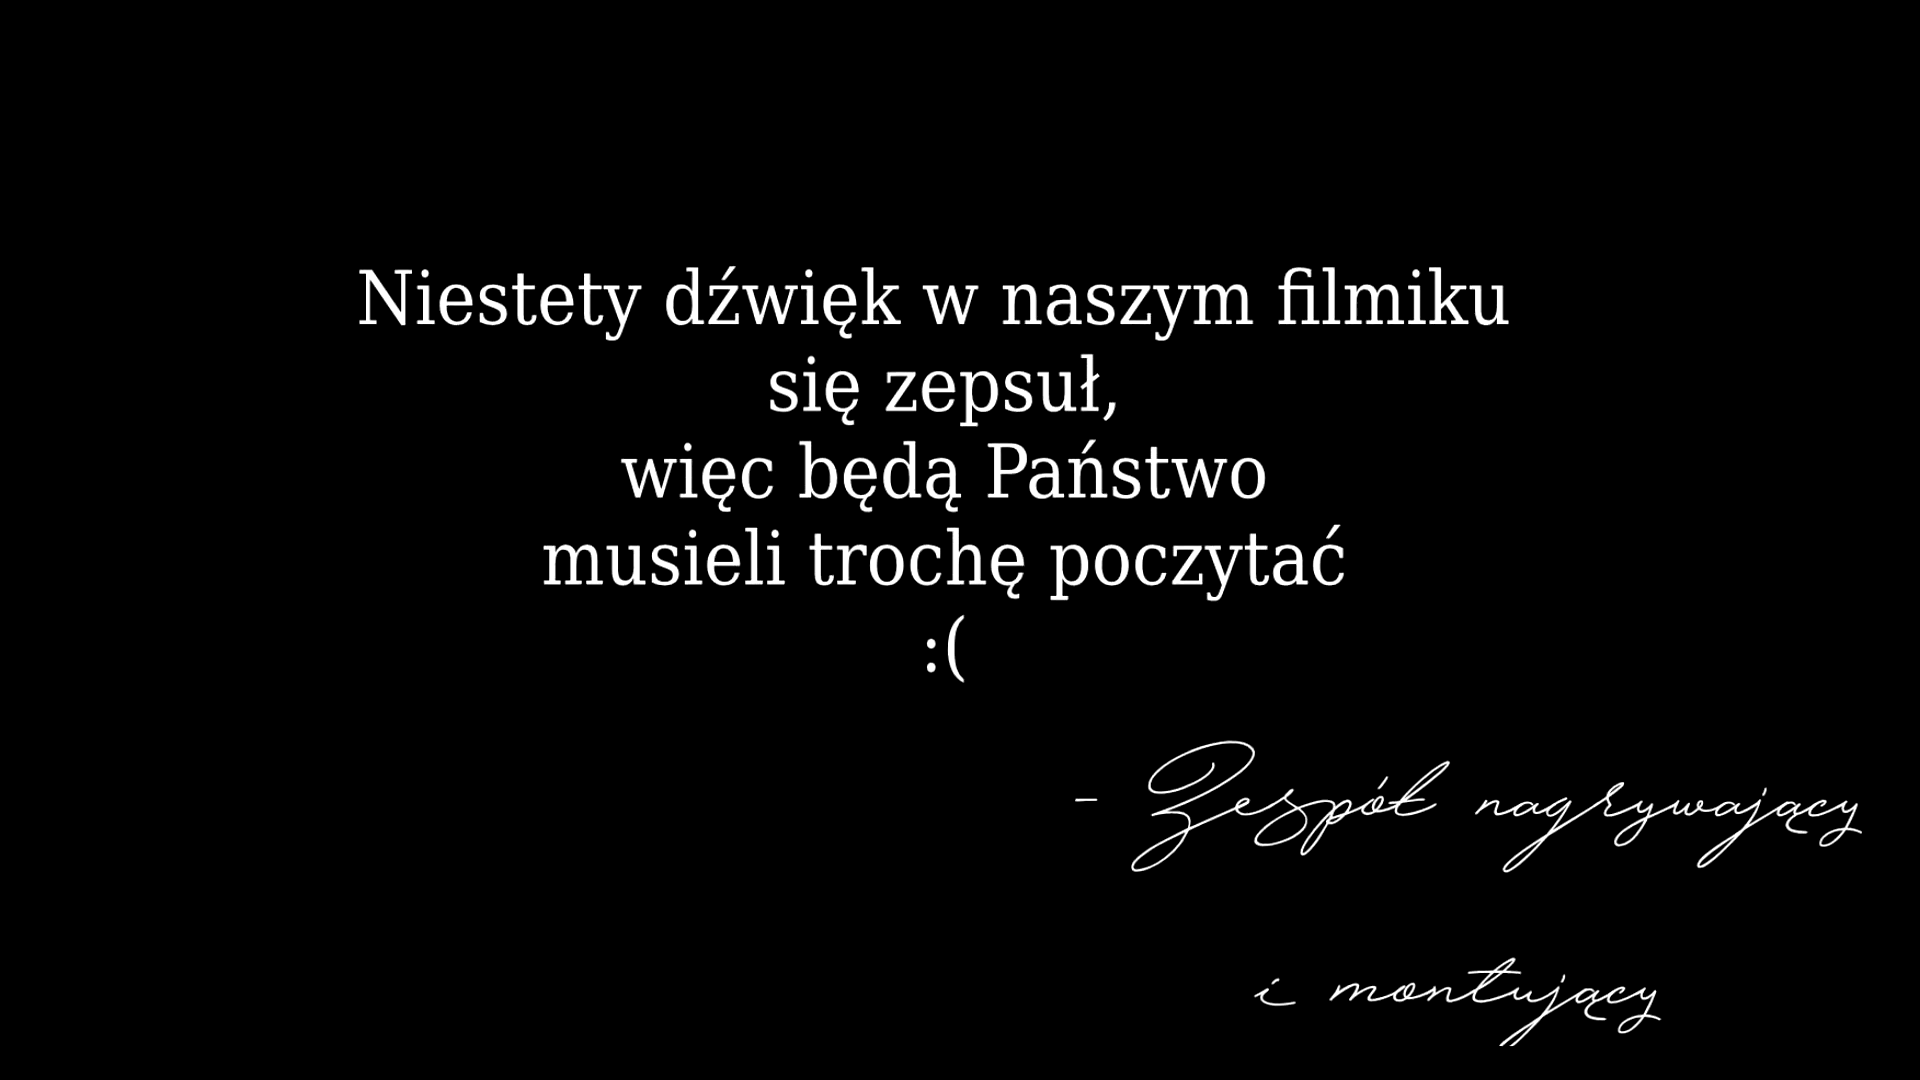 Niestety dźwięk w naszym filmiku
się zepsuł,
więc będą Państwo
musieli trochę poczytać
:(
- Zespół nagrywający
i montujący